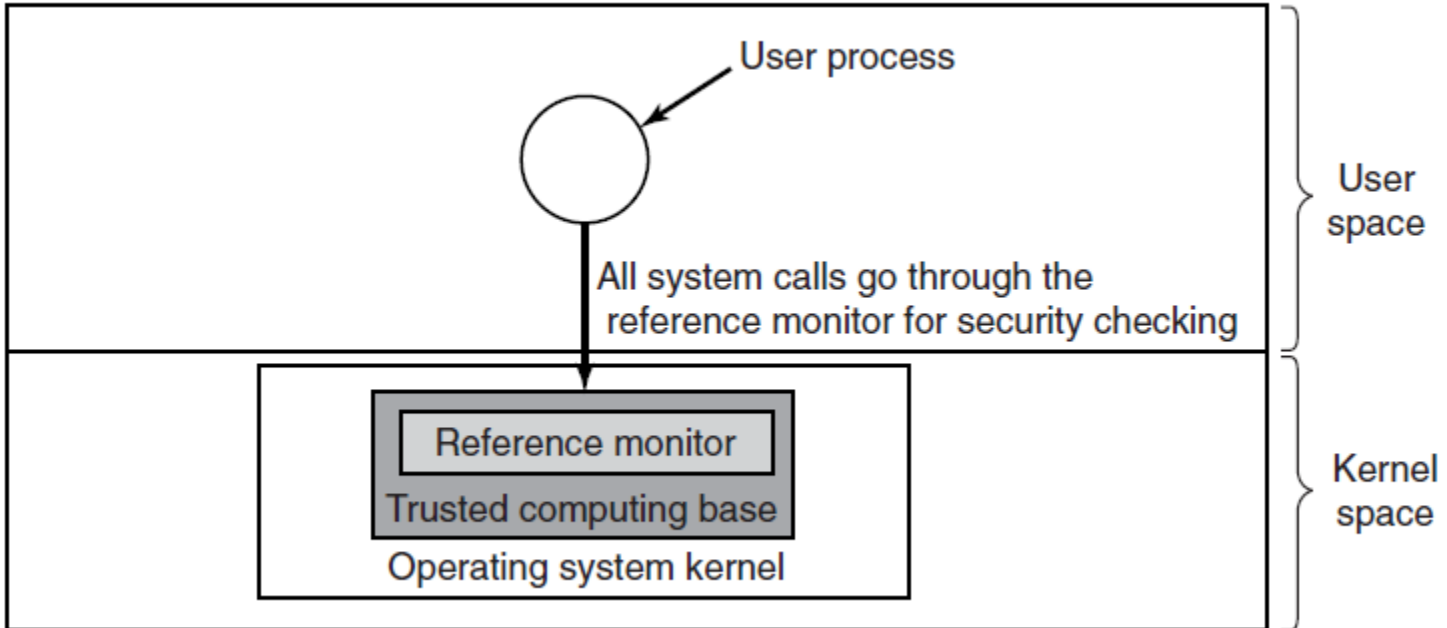 User process
User
space
All system calls go through the
reference monitor for security checking
Reference monitor
Trusted computing base
Operating system kernel
Kernel
space